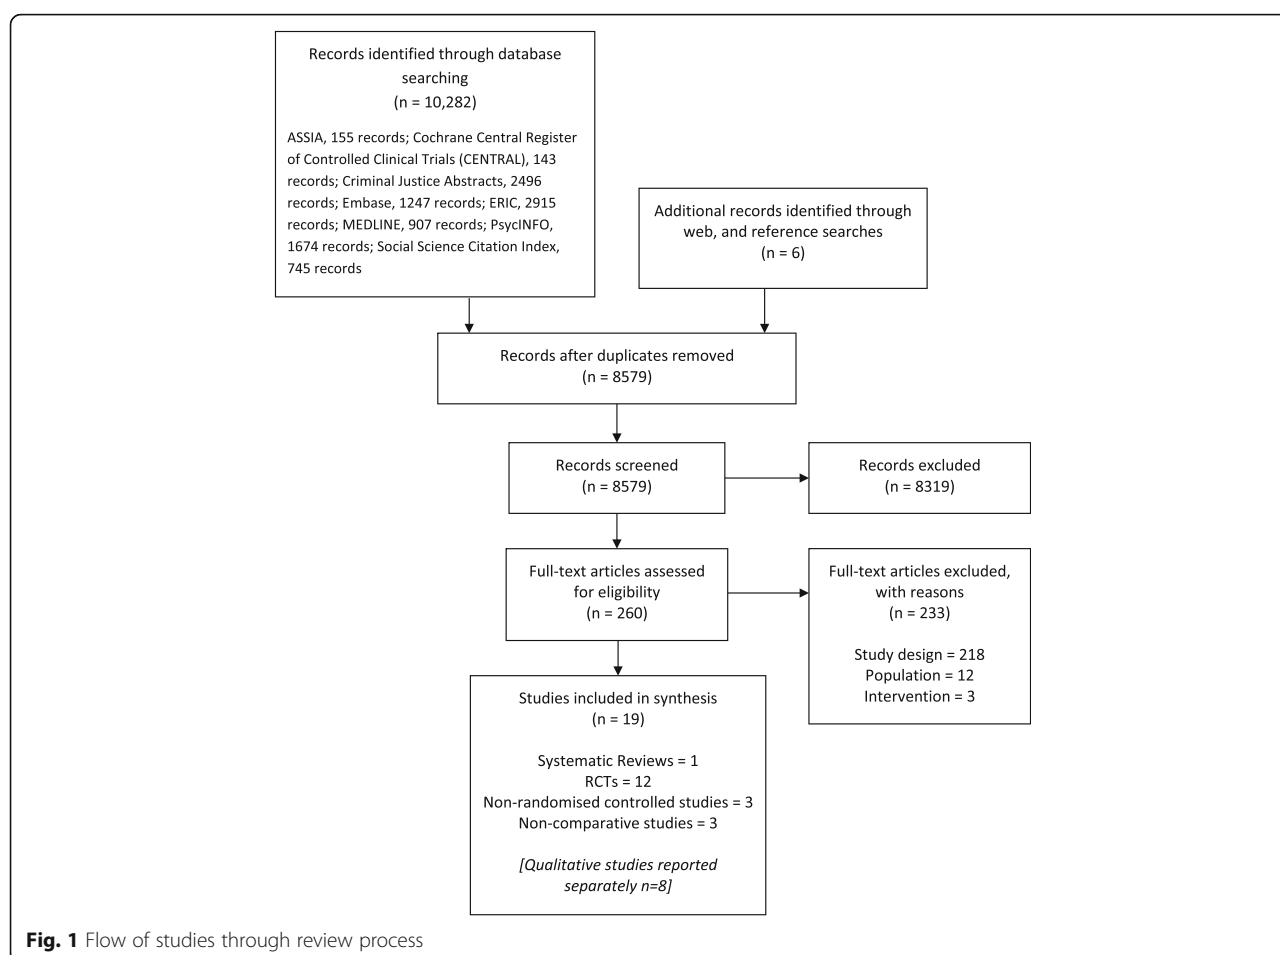 Records identified through database
searching
(n = 10,282)
ASSIA, 155 records; Cochrane Central Register
of Controlled Clinical Trials (CENTRAL), 143
records; Criminal Justice Abstracts, 2496
records; Embase, 1247 records; ERIC, 2915
records; MEDLINE, 907 records; PsycINFO,
1674 records; Social Science Citation Index,
745 records
Additional records identified through
web, and reference searches
(n = 6)
Records after duplicates removed
(n = 8579)
Records screened
(n = 8579)
Records excluded
(n = 8319)
Full-text articles assessed
for eligibility
(n = 260)
Full-text articles excluded,
with reasons
(n = 233)
Study design = 218
Population = 12
Intervention = 3
Studies included in synthesis
(n = 19)
Systematic Reviews = 1
RCTs = 12
Non-randomised controlled studies = 3
Non-comparative studies = 3
[Qualitative studies reported
separately n=8]
Fig. 1 Flow of studies through review process